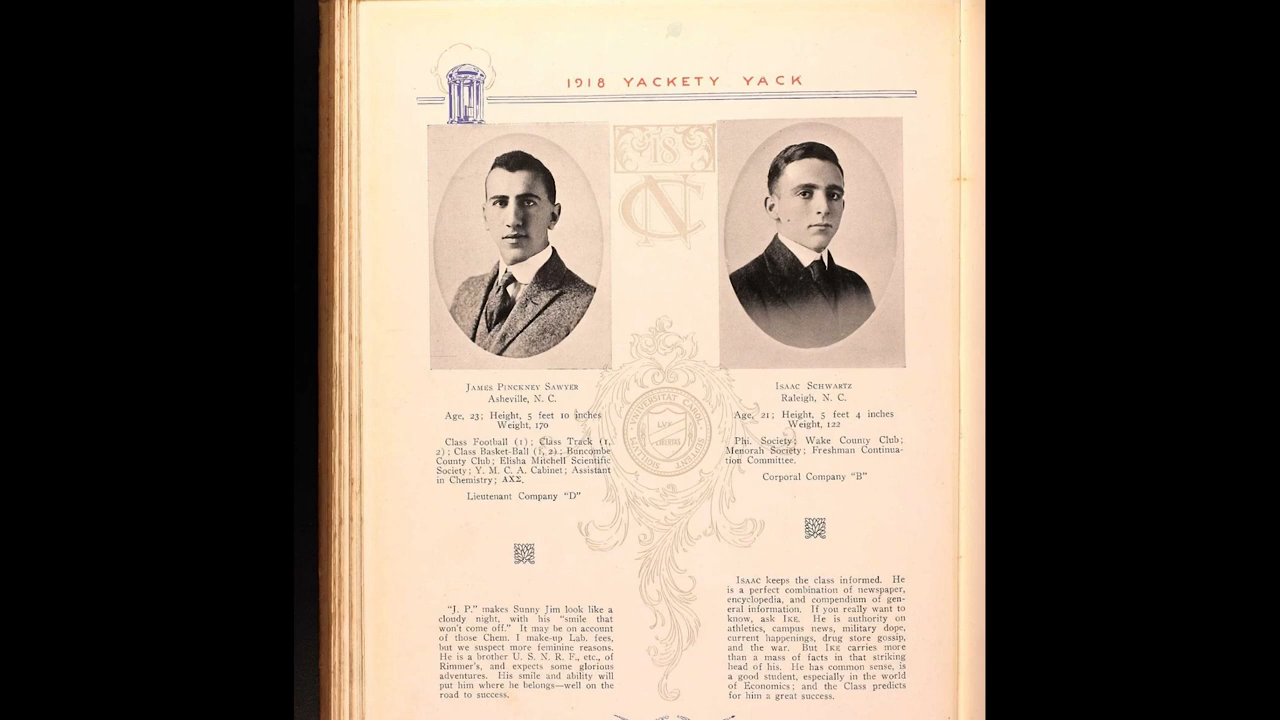 1918 YACKETY YACK
'18
NC
JAMES PINCKNEY SAWYER
Asheville, N. C.
Age, 23; Height, 5 feet 10 inches
Weight, 170
Class Football (1); Class Track (1,
2); Class Basket-Ball (1, 2); Buncombe
County Club; Elisha Mitchell Scientific
Society; Y. M. C. A. Cabinet; Assistant
in Chemistry; ΑΧΣ.
Lieutenant Company "D"
"J. P." makes Sunny Jim look like a
cloudy night, with his "smile that
won't come off." It may be on account
of those Chem. I make-up Lab. fees,
but we suspect more feminine reasons.
He is a brother U. S. N. R. F., etc., of
Rimmer's, and expects some glorious
adventures. His smile and ability will
put him where he belongs—well on the
road to success.
ISAAC SCHWARTZ
Raleigh, N. C.
Age, 21; Height, 5 feet 4 inches
Weight, 122
Phi. Society; Wake County Club;
Menorah Society; Freshman Continua-
tion Committee.
Corporal Company "B"
ISAAC keeps the class informed. He
is a perfect combination of newspaper,
encyclopedia, and compendium of gen-
eral information. If you really want to
know, ask IKE. He is authority on
athletics, campus news, military dope,
current happenings, drug store gossip,
and the war. But IKE carries more
than a mass of facts in that striking
head of his. He has common sense, is
a good student, especially in the world
of Economics; and the Class predicts
for him a great success.
SIGILLVM VNIVERSITAT CAROL SEPTENT
LVX
LIBERTAS